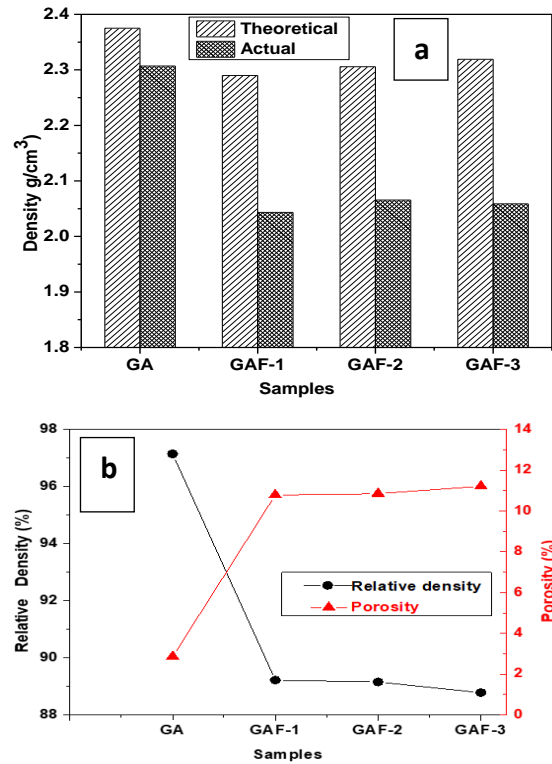 2.4
2.3
2.2
2.1
2.0
1.9
1.8
Density g/cm³
Theoretical
Actual
a
GA GAF-1 GAF-2 GAF-3
Samples
98
96
94
92
90
88
Relative Density (%)
b
Relative density
Porosity
14
12
10
8
6
4
2
0
Porosity (%)
GA GAF-1 GAF-2 GAF-3
Samples